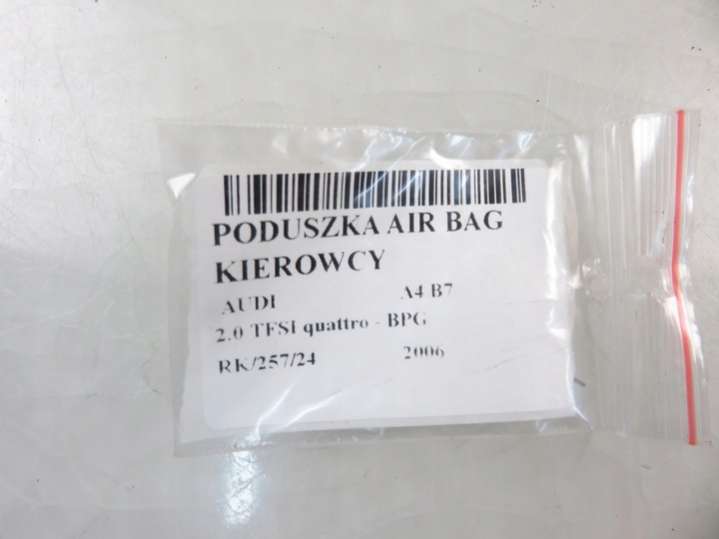 PODUSZKA AIR BAG
KIEROWCY
AUDI A4 B7
2.0 TFSI quattro - BPG
RK/257/24 2006